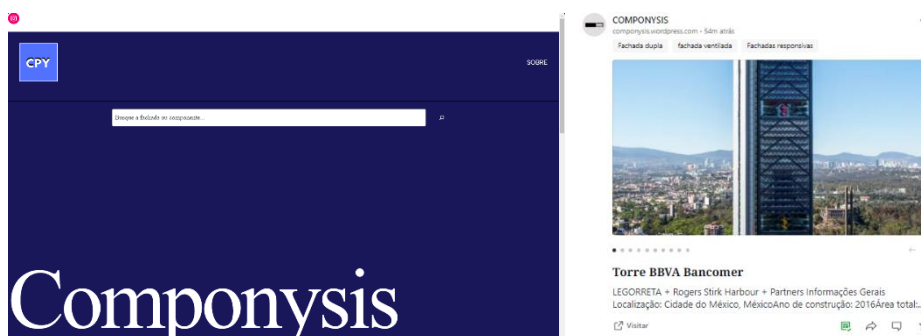 CPY
SOBRE
Busque a fachada ou componente...
Componysis
COMPONYSIS
componysis.wordpress.com • 54m atrás
Fachada dupla
fachada ventilada
Fachadas responsivas
Torre BBVA Bancomer
LEGORRETA + Rogers Stirk Harbour + Partners Informações Gerais
Localização: Cidade do México, MéxicoAno de construção: 2016Área total:...
Visitar